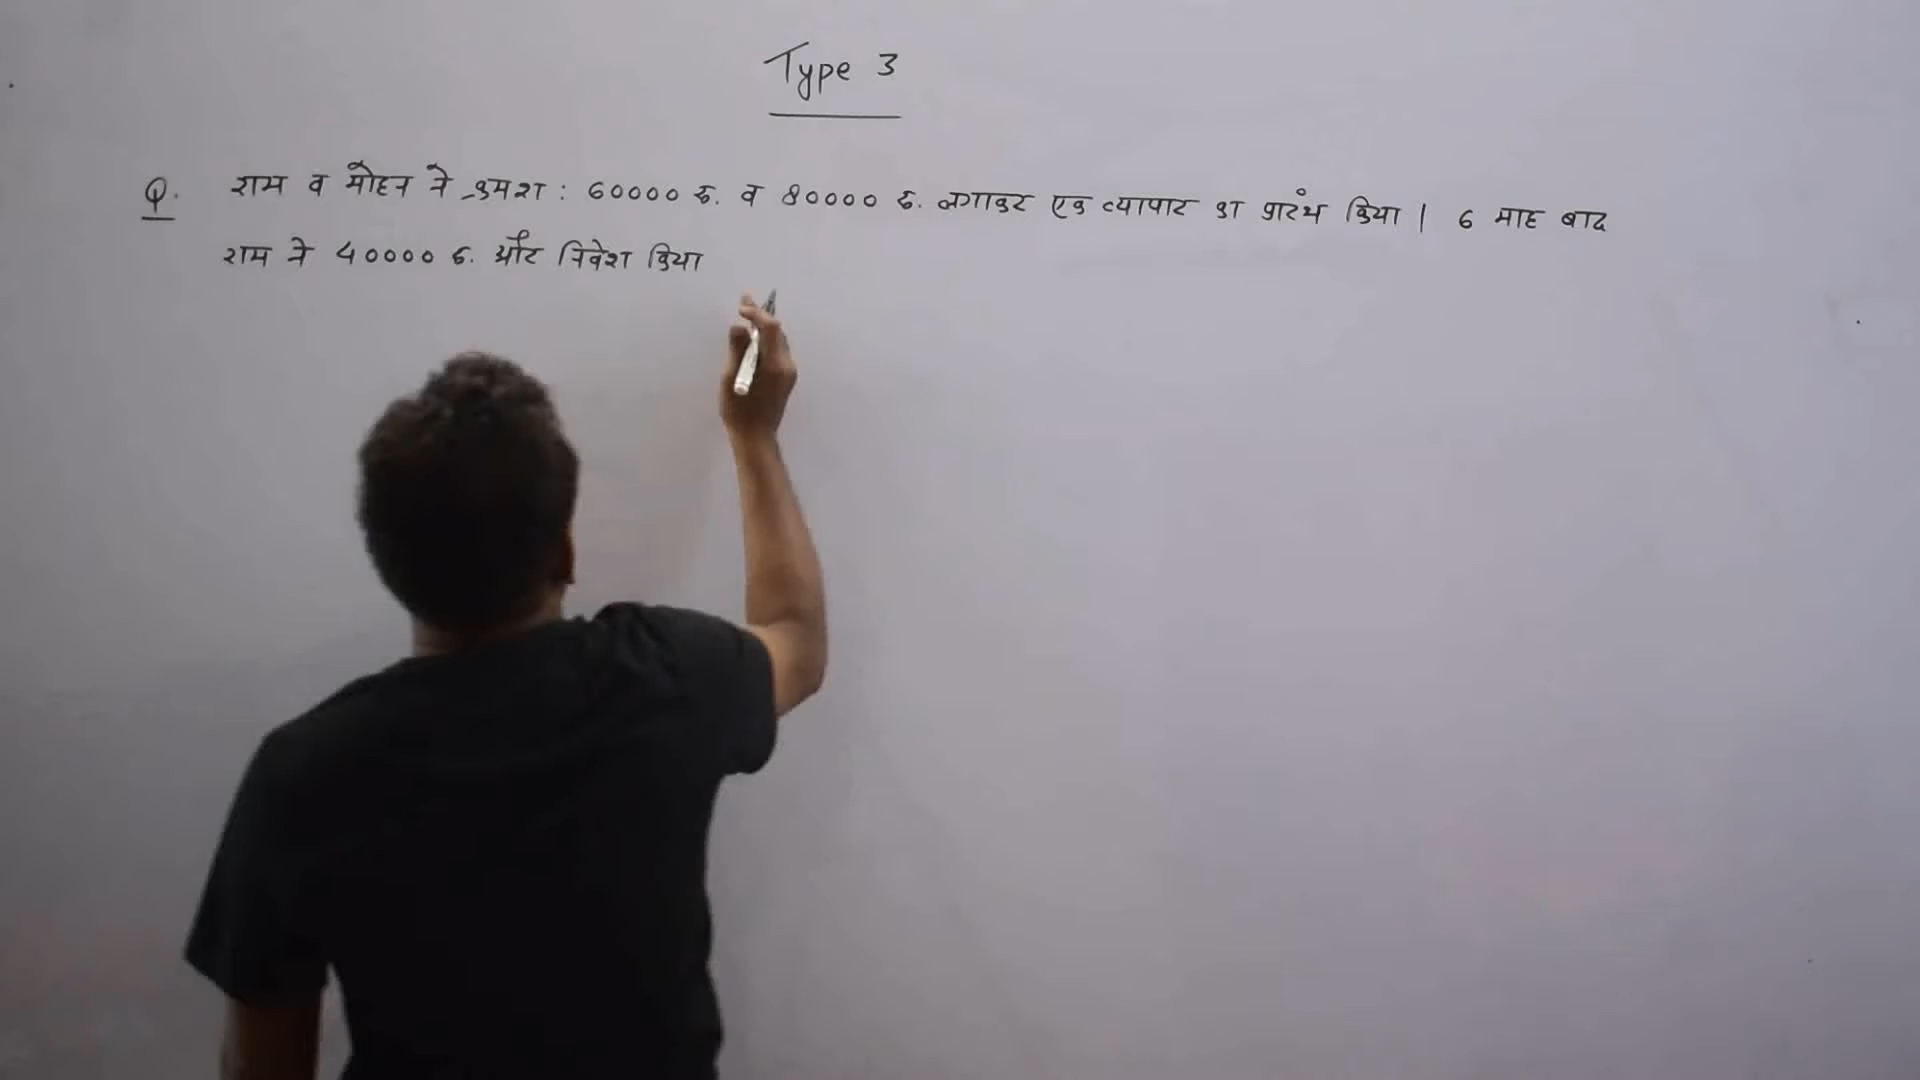 Type 3
Q. राम व मोहन ने क्रमश: 60000 रु. व 80000 रु. लगाकर एक व्यापार का प्रारंभ किया | 6 माह बाद
राम ने 40000 रु. और निवेश किया